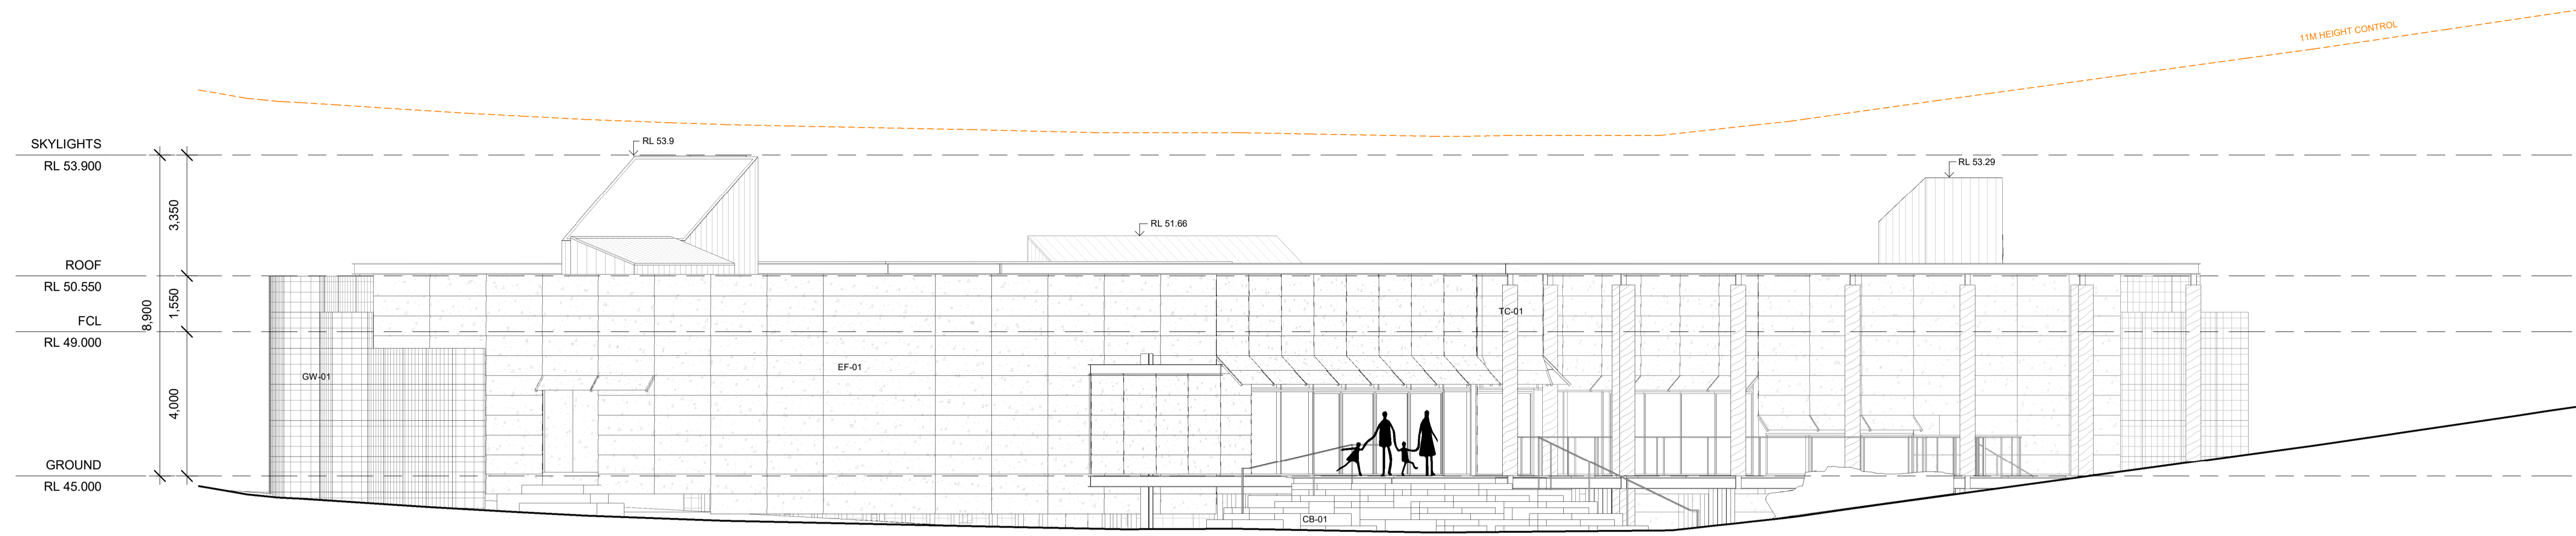 11M HEIGHT CONTROL
SKYLIGHTS
RL 53.900
RL 53.9
RL 53.29
3,350
RL 51.66
ROOF
RL 50.550
8,900
1,550
FCL
RL 49.000
TC-01
EF-01
GW-01
4,000
GROUND
RL 45.000
CB-01